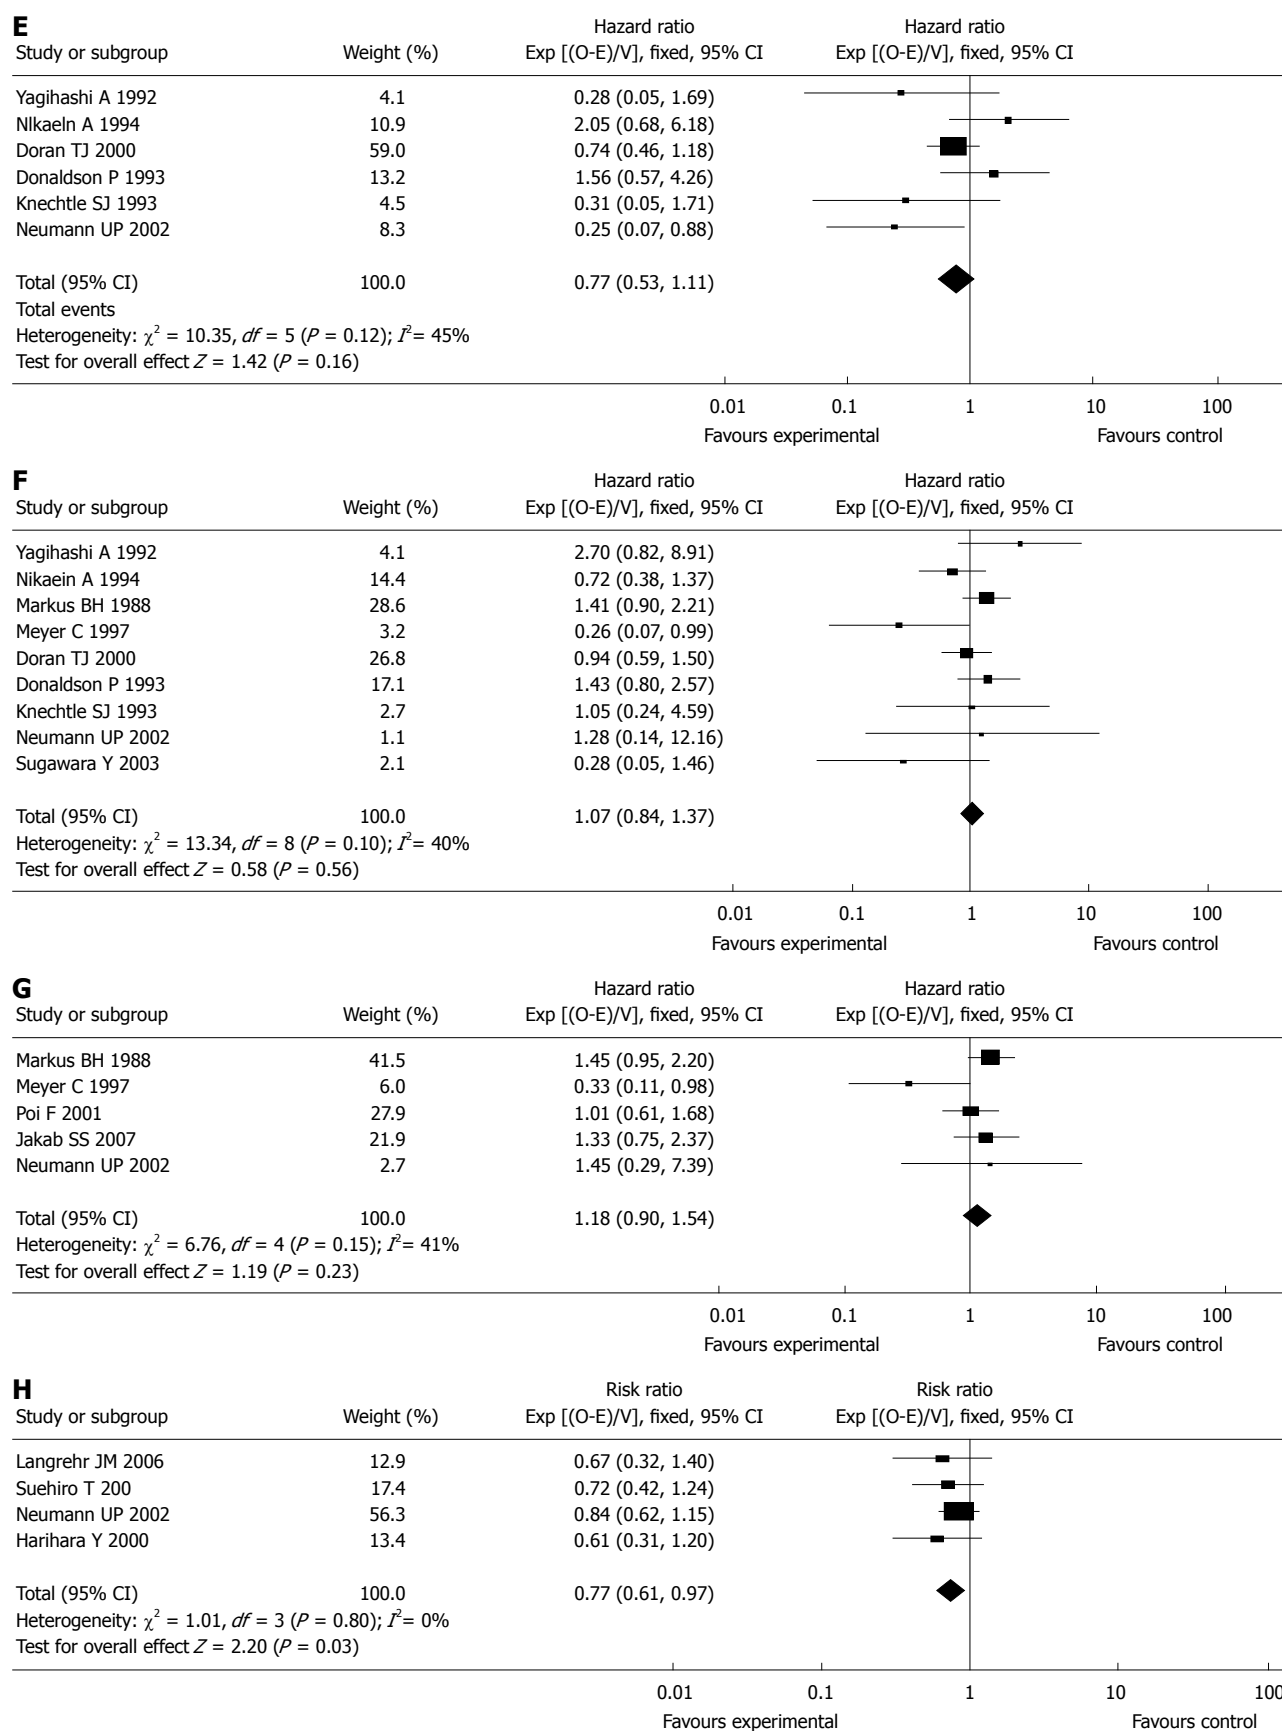 E
Hazard ratio Hazard ratio
Study or subgroup Weight (%) Exp [(O-E)/V], fixed, 95% CI Exp [(O-E)/V], fixed, 95% CI
Yagihashi A 1992 4.1 0.28 (0.05, 1.69)
NIkaeln A 1994 10.9 2.05 (0.68, 6.18)
Doran TJ 2000 59.0 0.74 (0.46, 1.18)
Donaldson P 1993 13.2 1.56 (0.57, 4.26)
Knechtle SJ 1993 4.5 0.31 (0.05, 1.71)
Neumann UP 2002 8.3 0.25 (0.07, 0.88)
Total (95% CI) 100.0 0.77 (0.53, 1.11)
Total events
Heterogeneity: χ² = 10.35, df = 5 (P = 0.12); I² = 45%
Test for overall effect Z = 1.42 (P = 0.16)
0.01 0.1 1 10 100
Favours experimental Favours control
F
Hazard ratio Hazard ratio
Study or subgroup Weight (%) Exp [(O-E)/V], fixed, 95% CI Exp [(O-E)/V], fixed, 95% CI
Yagihashi A 1992 4.1 2.70 (0.82, 8.91)
Nikaein A 1994 14.4 0.72 (0.38, 1.37)
Markus BH 1988 28.6 1.41 (0.90, 2.21)
Meyer C 1997 3.2 0.26 (0.07, 0.99)
Doran TJ 2000 26.8 0.94 (0.59, 1.50)
Donaldson P 1993 17.1 1.43 (0.80, 2.57)
Knechtle SJ 1993 2.7 1.05 (0.24, 4.59)
Neumann UP 2002 1.1 1.28 (0.14, 12.16)
Sugawara Y 2003 2.1 0.28 (0.05, 1.46)
Total (95% CI) 100.0 1.07 (0.84, 1.37)
Heterogeneity: χ² = 13.34, df = 8 (P = 0.10); I² = 40%
Test for overall effect Z = 0.58 (P = 0.56)
0.01 0.1 1 10 100
Favours experimental Favours control
G
Hazard ratio Hazard ratio
Study or subgroup Weight (%) Exp [(O-E)/V], fixed, 95% CI Exp [(O-E)/V], fixed, 95% CI
Markus BH 1988 41.5 1.45 (0.95, 2.20)
Meyer C 1997 6.0 0.33 (0.11, 0.98)
Poi F 2001 27.9 1.01 (0.61, 1.68)
Jakab SS 2007 21.9 1.33 (0.75, 2.37)
Neumann UP 2002 2.7 1.45 (0.29, 7.39)
Total (95% CI) 100.0 1.18 (0.90, 1.54)
Heterogeneity: χ² = 6.76, df = 4 (P = 0.15); I² = 41%
Test for overall effect Z = 1.19 (P = 0.23)
0.01 0.1 1 10 100
Favours experimental Favours control
H
Risk ratio Risk ratio
Study or subgroup Weight (%) Exp [(O-E)/V], fixed, 95% CI Exp [(O-E)/V], fixed, 95% CI
Langrehr JM 2006 12.9 0.67 (0.32, 1.40)
Suehiro T 200 17.4 0.72 (0.42, 1.24)
Neumann UP 2002 56.3 0.84 (0.62, 1.15)
Harihara Y 2000 13.4 0.61 (0.31, 1.20)
Total (95% CI) 100.0 0.77 (0.61, 0.97)
Heterogeneity: χ² = 1.01, df = 3 (P = 0.80); I² = 0%
Test for overall effect Z = 2.20 (P = 0.03)
0.01 0.1 1 10 100
Favours experimental Favours control